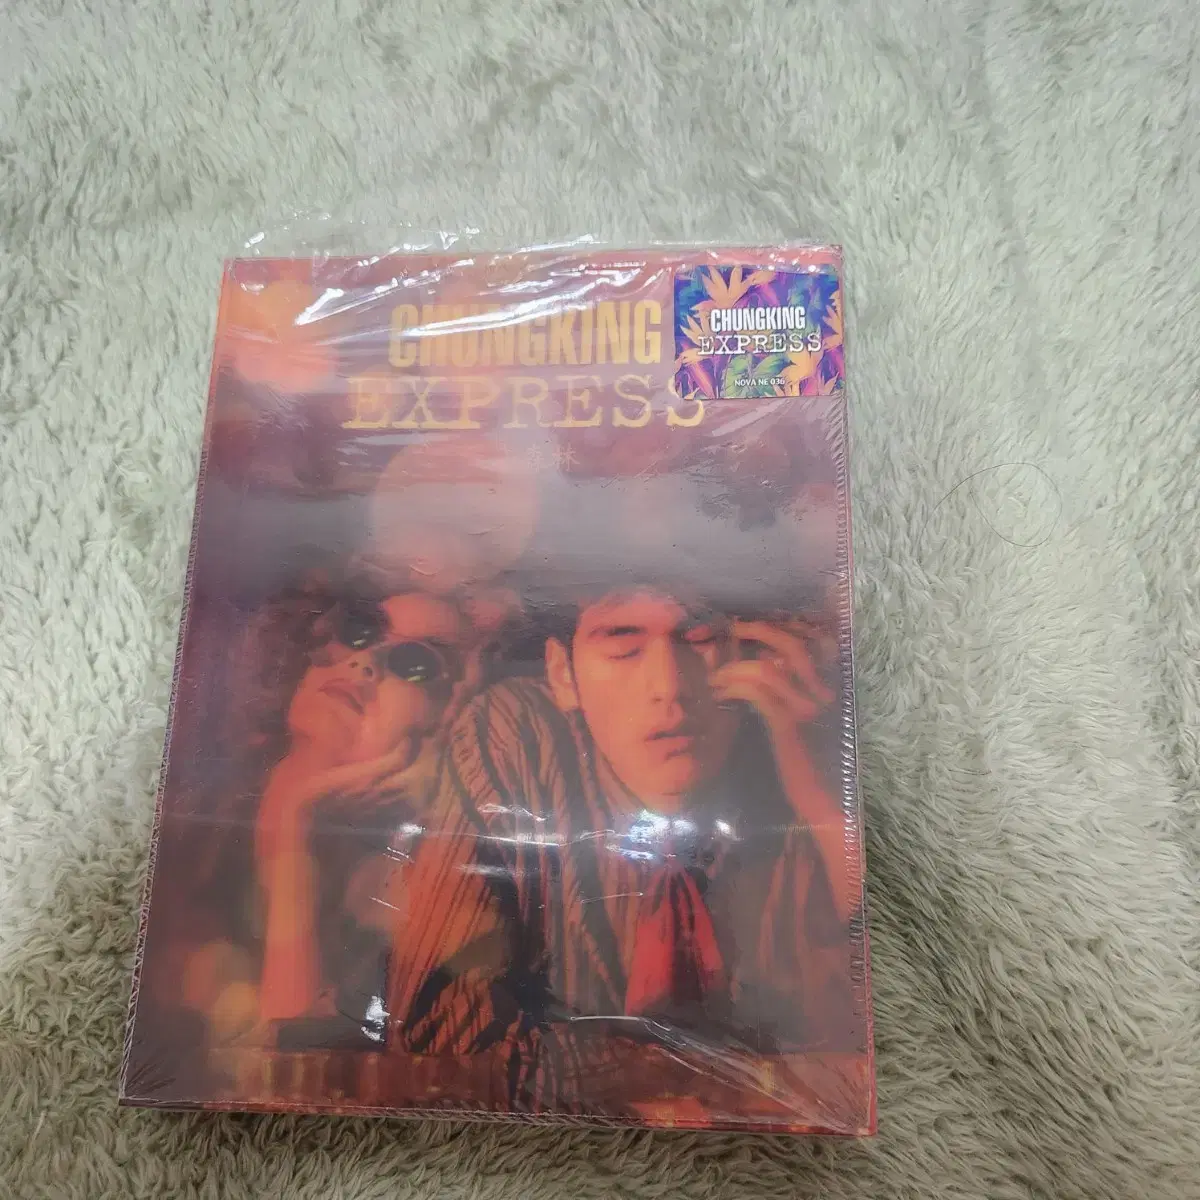 CHUNGKING
EXPRESS
CHUNGKING
EXPRESS
NOVA NE 036